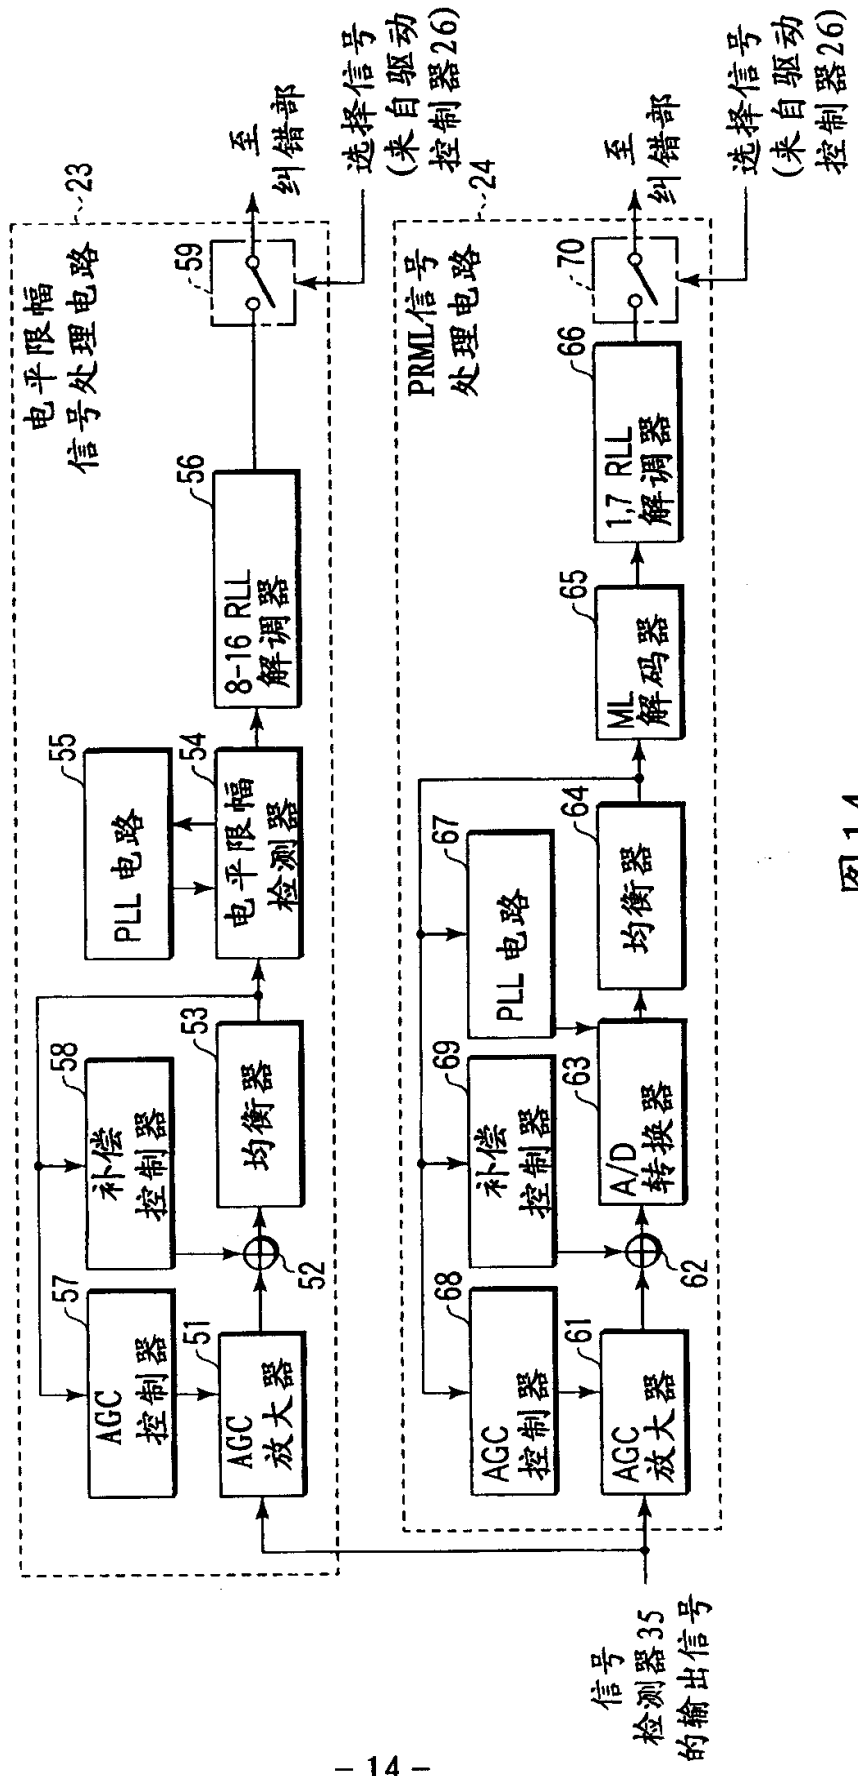 电平限幅
信号处理电路
23
AGC
控制器
57
补偿
控制器
58
PLL 电路
55
AGC
放大器
51
52
均衡器
53
电平限幅
检测器
54
8-16 RLL
解调器
56
59
至
纠错部
选择信号
(来自驱动
控制器26)
PRML信号
处理电路
24
AGC
控制器
68
补偿
控制器
69
PLL 电路
67
AGC
放大器
61
62
A/D
转换器
63
均衡器
64
ML
解码器
65
1,7 RLL
解调器
66
70
至
纠错部
选择信号
(来自驱动
控制器26)
信号
检测器35
的输出信号
图14
- 14 -